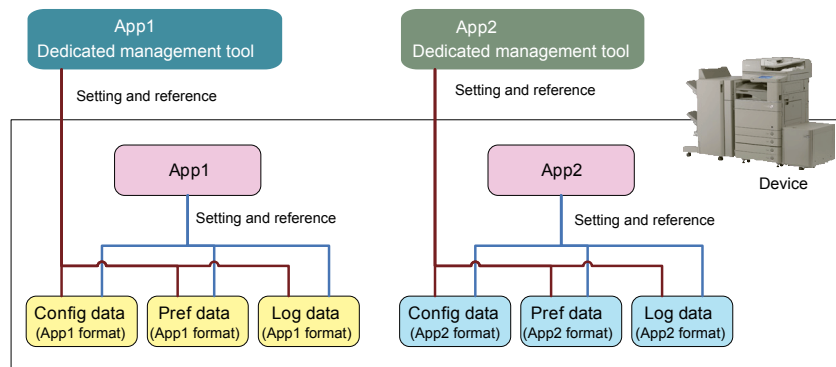 App1
Dedicated management tool
App2
Dedicated management tool
Setting and reference
Setting and reference
App1
App2
Device
Setting and reference
Setting and reference
Config data
(App1 format)
Pref data
(App1 format)
Log data
(App1 format)
Config data
(App2 format)
Pref data
(App2 format)
Log data
(App2 format)